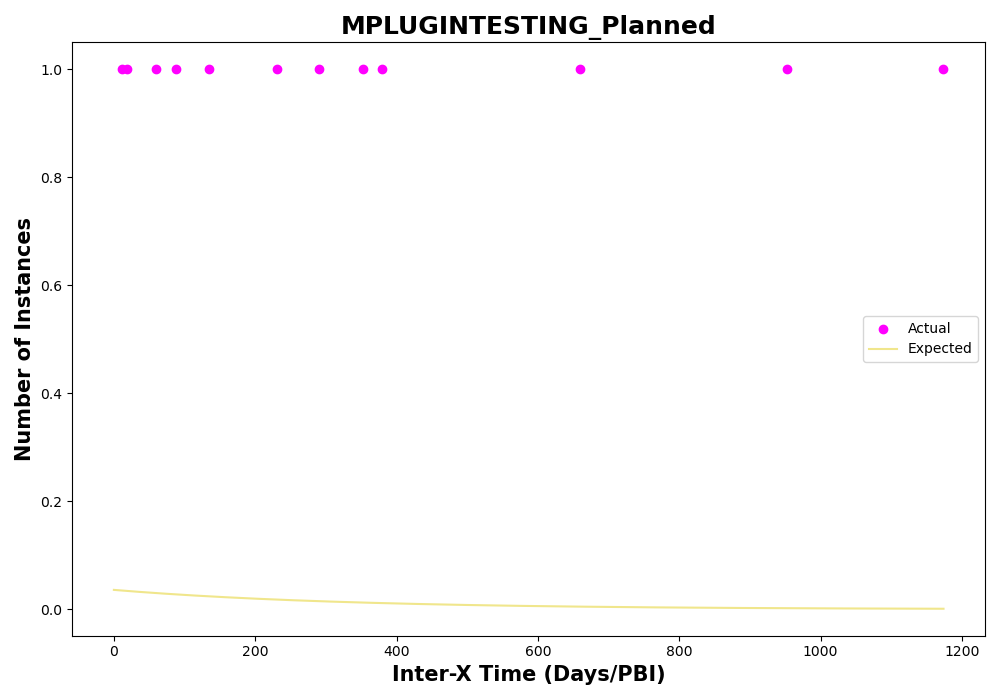 MPLUGINTESTING_Planned
Number of Instances
1.0
0.8
0.6
0.4
0.2
0.0
Actual
Expected
0 200 400 600 800 1000 1200
Inter-X Time (Days/PBI)